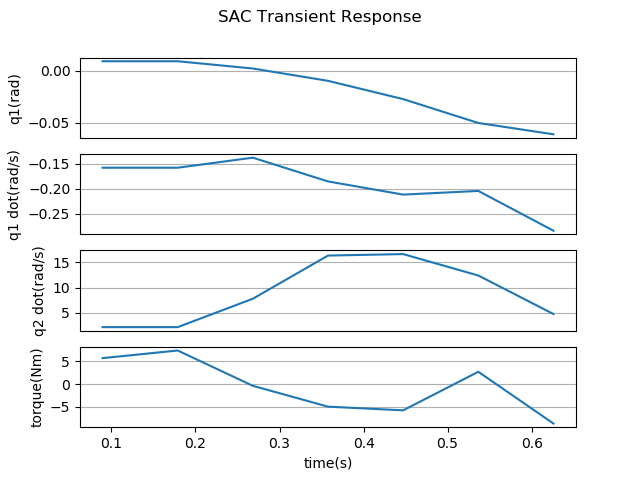 SAC Transient Response
q1(rad)
0.00
−0.05
q1 dot(rad/s)
−0.15
−0.20
−0.25
q2 dot(rad/s)
15
10
5
torque(Nm)
5
0
−5
0.1 0.2 0.3 0.4 0.5 0.6
time(s)